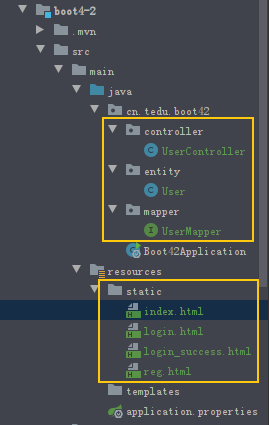 boot4-2
.mvn
src
main
java
cn.tedu.boot42
controller
UserController
entity
User
mapper
UserMapper
Boot42Application
resources
static
index.html
login.html
login_success.html
reg.html
templates
application.properties